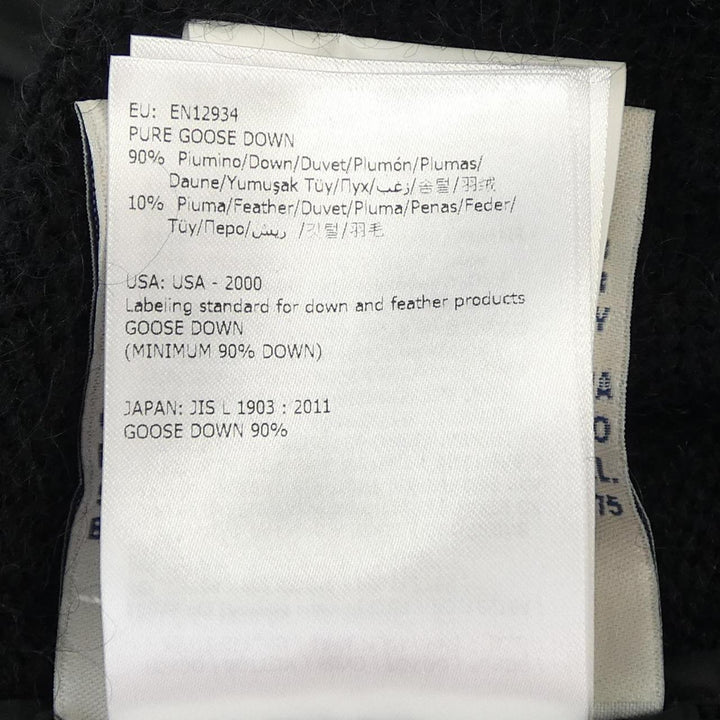 EU: EN12934
PURE GOOSE DOWN
90% Piumino/Down/Duvet/Plumón/Plumas/
Daune/Yumuşak Tüy/Пух/زغب/솜털/羽绒
10% Piuma/Feather/Duvet/Pluma/Penas/Feder/
Tüy/Перо/ريش /깃털/羽毛
USA: USA - 2000
Labeling standard for down and feather products
GOOSE DOWN
(MINIMUM 90% DOWN)
JAPAN: JIS L 1903 : 2011
GOOSE DOWN 90%